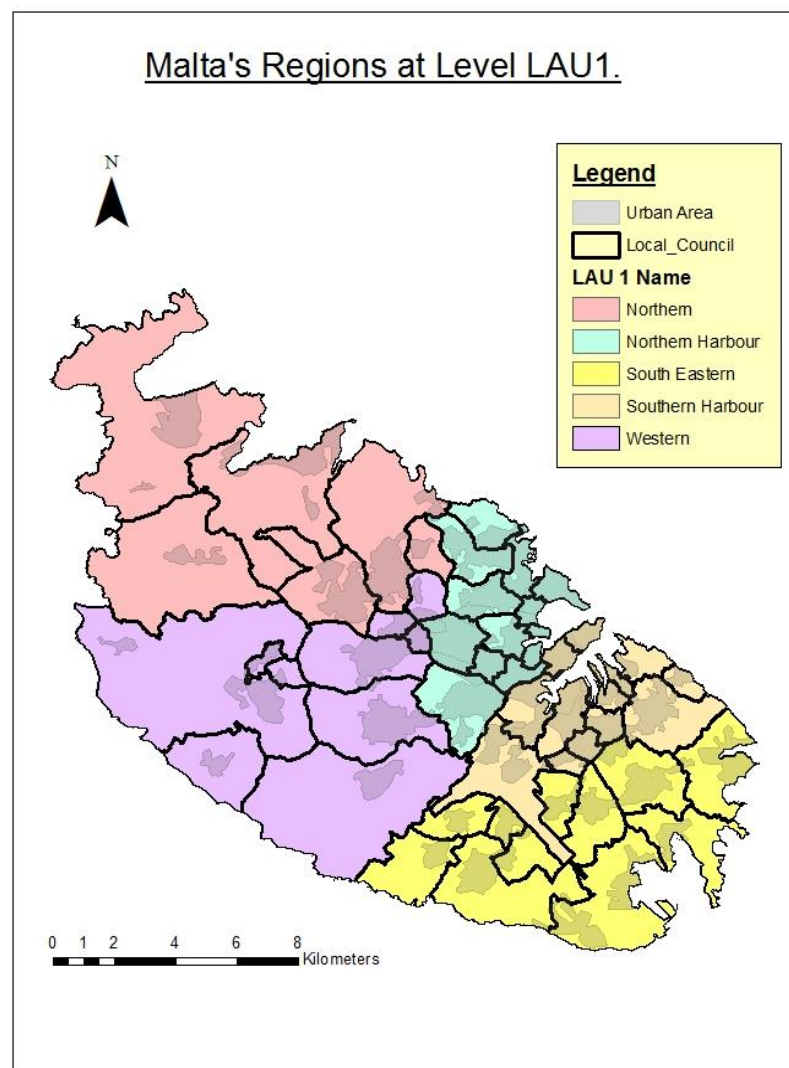 Malta's Regions at Level LAU1.
N
Legend
Urban Area
Local_Council
LAU 1 Name
Northern
Northern Harbour
South Eastern
Southern Harbour
Western
0 1 2 4 6 8
Kilometers